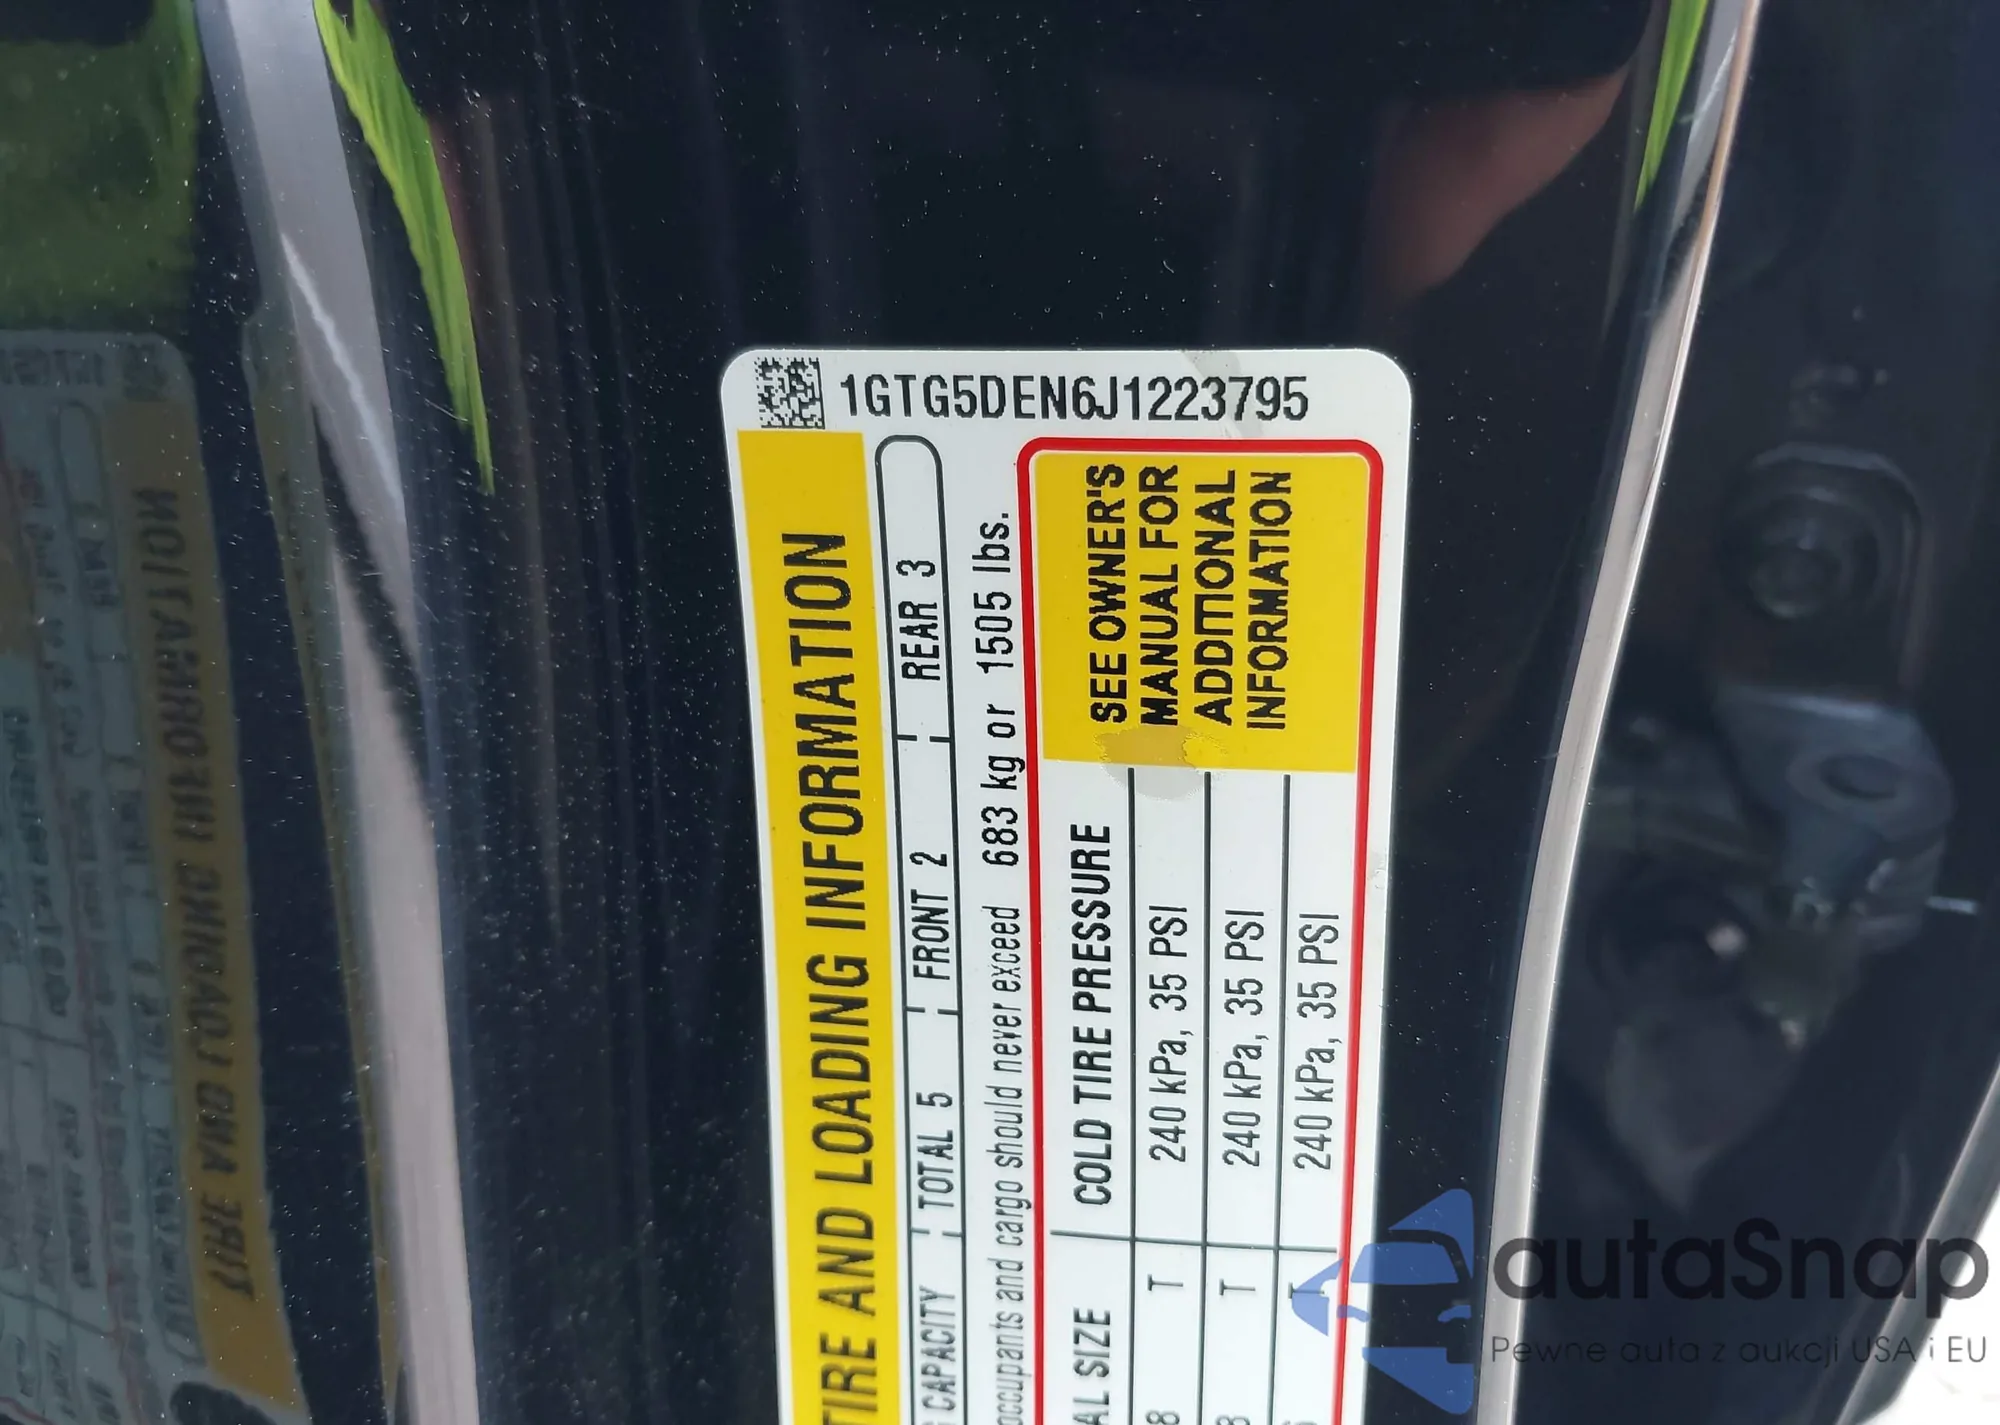 1GTG5DEN6J1223795
TIRE AND LOADING INFORMATION
CAPACITY TOTAL 5 FRONT 2 REAR 3
occupants and cargo should never exceed 683 kg or 1505 lbs.
SIZE COLD TIRE PRESSURE
T 240 kPa, 35 PSI
T 240 kPa, 35 PSI
T 240 kPa, 35 PSI
SEE OWNER'S
MANUAL FOR
ADDITIONAL
INFORMATION
autaSnap
Pewne auta z aukcji USA i EU